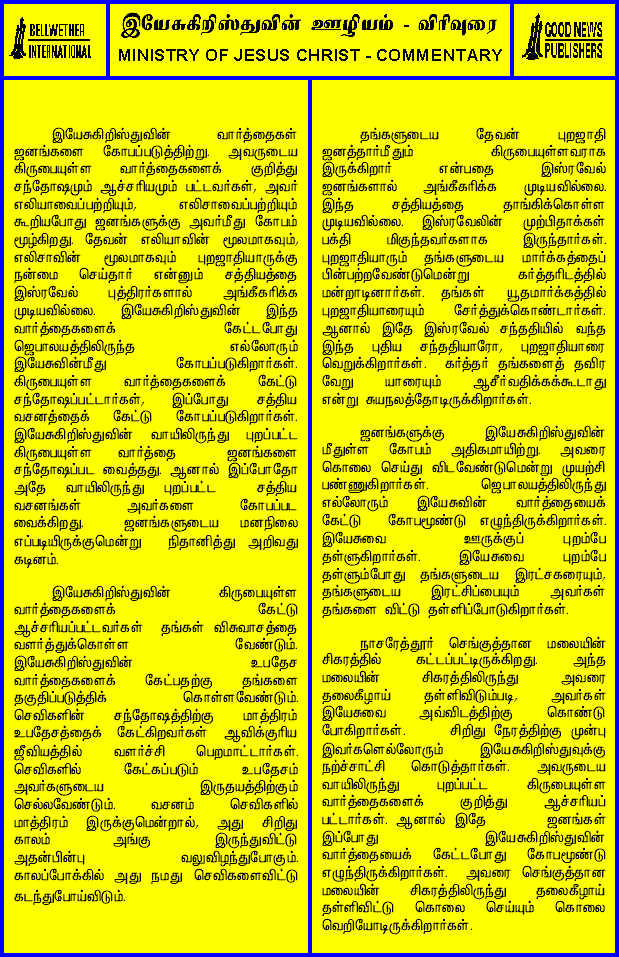 BELLWETHER
INTERNATIONAL
இயேசுகிறிஸ்துவின் ஊழியம் - விரிவுரை
MINISTRY OF JESUS CHRIST - COMMENTARY
GOOD NEWS
PUBLISHERS
இயேசுகிறிஸ்துவின் வார்த்தைகள்
ஜனங்களை கோபப்படுத்திற்று. அவருடைய
கிருபையுள்ள வார்த்தைகளைக் குறித்து
சந்தோஷமும் ஆச்சரியமும் பட்டவர்கள், அவர்
எலியாவைப்பற்றியும், எலிசாவைப்பற்றியும்
கூறியபோது ஜனங்களுக்கு அவர்மீது கோபம்
மூழ்கிறது. தேவன் எலியாவின் மூலமாகவும்,
எலிசாவின் மூலமாகவும் புறஜாதியாருக்கு
நன்மை செய்தார் என்னும் சத்தியத்தை
இஸ்ரவேல் புத்திரர்களால் அங்கீகரிக்க
முடியவில்லை. இயேசுகிறிஸ்துவின் இந்த
வார்த்தைகளைக் கேட்டபோது
ஜெபாலயத்திலிருந்த எல்லோரும்
இயேசுவின்மீது கோபப்படுகிறார்கள்.
கிருபையுள்ள வார்த்தைகளைக் கேட்டு
சந்தோஷப்பட்டார்கள், இப்போது சத்திய
வசனத்தைக் கேட்டு கோபப்படுகிறார்கள்.
இயேசுகிறிஸ்துவின் வாயிலிருந்து புறப்பட்ட
கிருபையுள்ள வார்த்தை ஜனங்களை
சந்தோஷப்பட வைத்தது. ஆனால் இப்போதோ
அதே வாயிலிருந்து புறப்பட்ட சத்திய
வசனங்கள் அவர்களை கோபப்பட
வைக்கிறது. ஜனங்களுடைய மனநிலை
எப்படியிருக்குமென்று நிதானித்து அறிவது
கடினம்.
இயேசுகிறிஸ்துவின் கிருபையுள்ள
வார்த்தைகளைக் கேட்டு
ஆச்சரியப்பட்டவர்கள் தங்கள் விசுவாசத்தை
வளர்த்துக்கொள்ள வேண்டும்.
இயேசுகிறிஸ்துவின் உபதேச
வார்த்தைகளை கேட்பதற்கு தங்களை
தகுதிப்படுத்திக் கொள்ளவேண்டும்.
செவிகளின் சந்தோஷத்திற்கு மாத்திரம்
உபதேசத்தைக் கேட்கிறவர்கள் ஆவிக்குரிய
ஜீவியத்தில் வளர்ச்சி பெறமாட்டார்கள்.
செவிகளில் கேட்கப்படும் உபதேசம்
அவர்களுடைய இருதயத்திற்கும்
செல்லவேண்டும். வசனம் செவிகளில்
மாத்திரம் இருக்குமென்றால், அது சிறிது
காலம் அங்கு இருந்துவிட்டு
அதன்பின்பு வலுவிழந்துபோகும்.
காலப்போக்கில் அது நமது செவிகளைவிட்டு
கடந்துபோய்விடும்.
தங்களுடைய தேவன் புறஜாதி
ஜனத்தார்மீதும் கிருபையுள்ளவராக
இருக்கிறார் என்பதை இஸ்ரவேல்
ஜனங்களால் அங்கீகரிக்க முடியவில்லை.
இந்த சத்தியத்தை தாங்கிக்கொள்ள
முடியவில்லை. இஸ்ரவேலின் முற்பிதாக்கள்
பக்தி மிகுந்தவர்களாக இருந்தார்கள்.
புறஜாதியாரும் தங்களுடைய மார்க்கத்தைப்
பின்பற்றவேண்டுமென்று கர்த்தரிடத்தில்
மன்றாடினார்கள். தங்கள் யூதமார்க்கத்தில்
புறஜாதியாரையும் சேர்த்துக்கொண்டார்கள்.
ஆனால் இதே இஸ்ரவேல் சந்ததியில் வந்த
இந்த புதிய சந்ததியாரோ, புறஜாதியாரை
வெறுக்கிறார்கள். கர்த்தர் தங்களைத் தவிர
வேறு யாரையும் ஆசீர்வதிக்கக்கூடாது
என்று சுயநலத்தோடிருக்கிறார்கள்.
ஜனங்களுக்கு இயேசுகிறிஸ்துவின்
மீதுள்ள கோபம் அதிகமாயிற்று. அவரை
கொலை செய்து விடவேண்டுமென்று முயற்சி
பண்ணுகிறார்கள். ஜெபாலயத்திலிருந்து
எல்லோரும் இயேசுவின் வார்த்தையைக்
கேட்டு கோபமூண்டு எழுந்திருக்கிறார்கள்.
இயேசுவை ஊருக்குப் புறம்பே
தள்ளுகிறார்கள். இயேசுவை புறம்பே
தள்ளும்போது தங்களுடைய இரட்சகரையும்,
தங்களுடைய இரட்சிப்பையும் அவர்கள்
தங்களை விட்டு தள்ளிப்போடுகிறார்கள்.
நாசரேத்தூர் செங்குத்தான மலையின்
சிகரத்தில் கட்டப்பட்டிருக்கிறது. அந்த
மலையின் சிகரத்திலிருந்து அவரை
தலைகீழாய் தள்ளிவிடும்படி, அவர்கள்
இயேசுவை அவ்விடத்திற்கு கொண்டு
போகிறார்கள். சிறிது நேரத்திற்கு முன்பு
இவர்களெல்லோரும் இயேசுகிறிஸ்துவுக்கு
நற்ச்சாட்சி கொடுத்தார்கள். அவருடைய
வாயிலிருந்து புறப்பட்ட கிருபையுள்ள
வார்த்தைகளைக் குறித்து ஆச்சரியப்
பட்டார்கள். ஆனால் இதே ஜனங்கள்
இப்போது இயேசுகிறிஸ்துவின்
வார்த்தையைக் கேட்டபோது கோபமூண்டு
எழுந்திருக்கிறார்கள். அவரை செங்குத்தான
மலையின் சிகரத்திலிருந்து தலைகீழாய்
தள்ளிவிட்டு கொலை செய்யும் கொலை
வெறியோடிருக்கிறார்கள்.